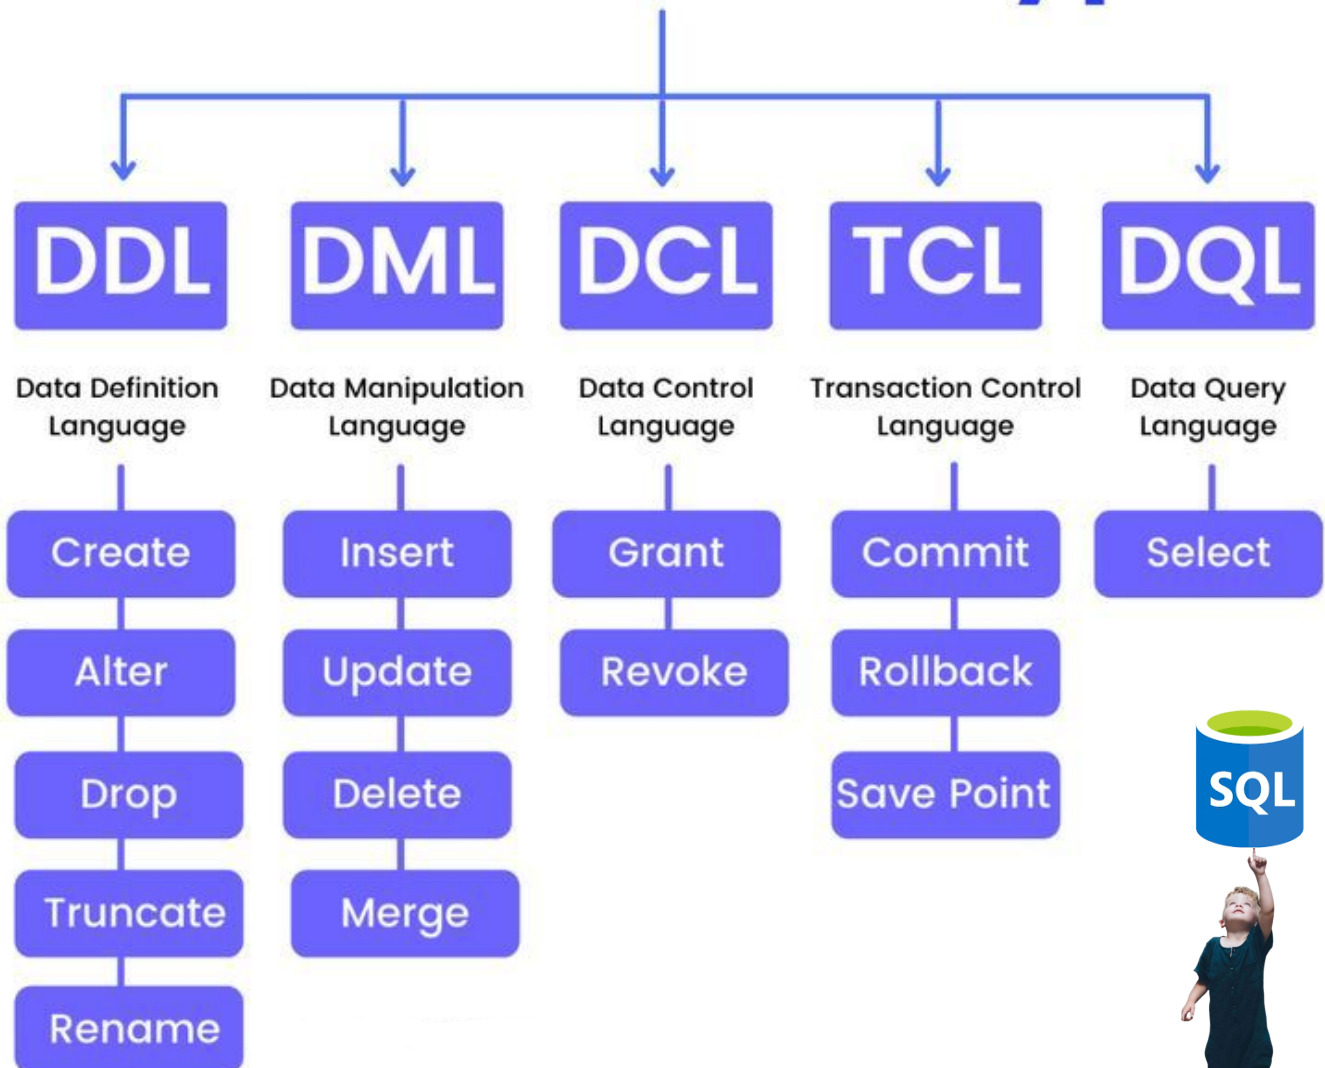 DDL
DML
DCL
TCL
DQL
Data Definition
Language
Data Manipulation
Language
Data Control
Language
Transaction Control
Language
Data Query
Language
Create
Insert
Grant
Commit
Select
Alter
Update
Revoke
Rollback
Drop
Delete
Save Point
SQL
Truncate
Merge
Rename